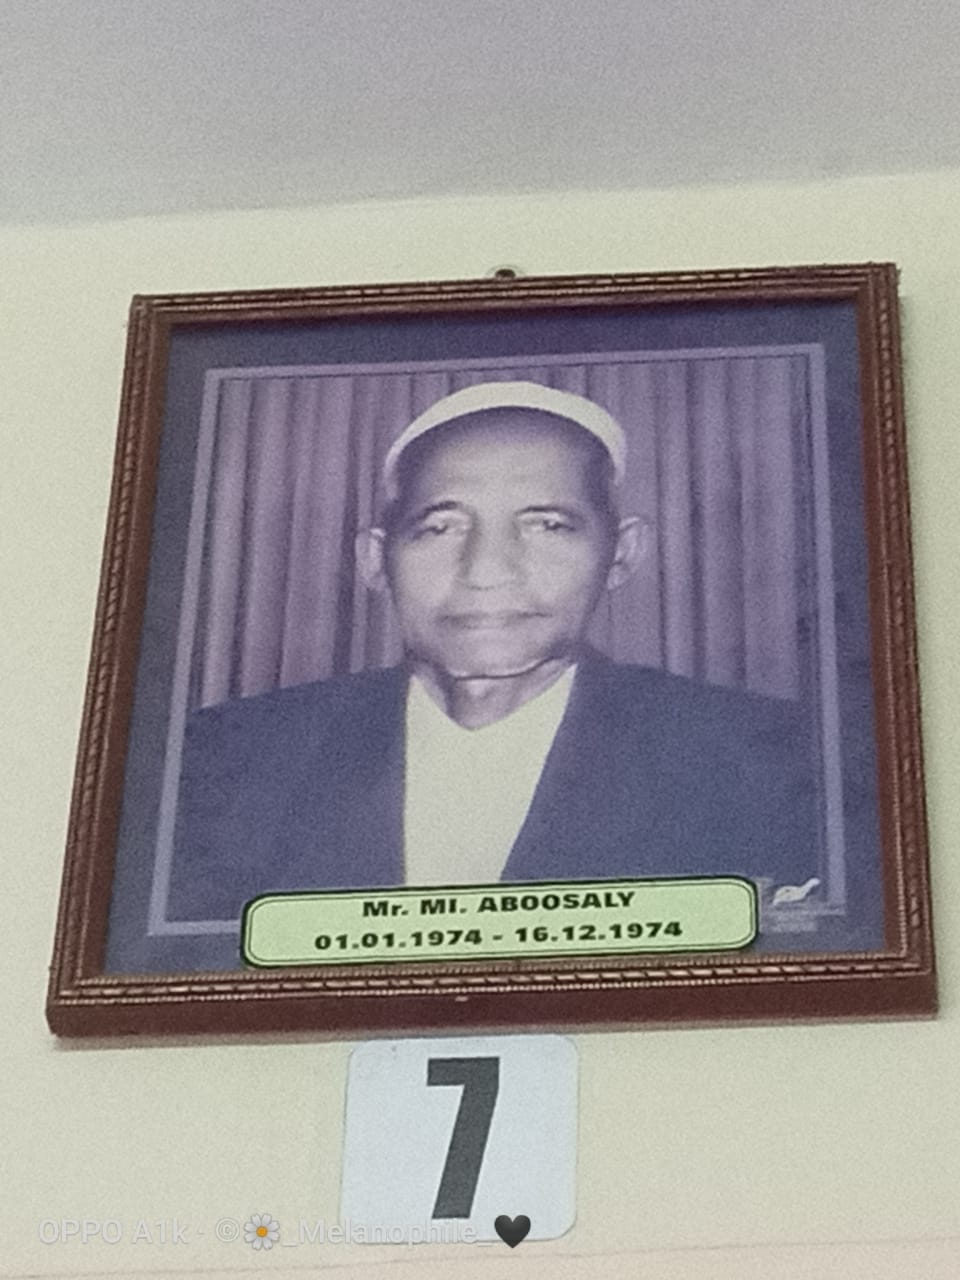 Mr. MI. ABOOSALY
01.01.1974 - 16.12.1974
7
OPPO A1k · ©🌼_Melanophile_🖤